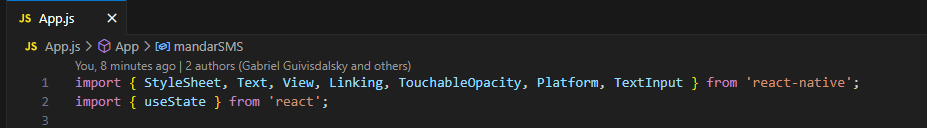 JS App.js ×
JS App.js > App > mandarSMS
You, 8 minutes ago | 2 authors (Gabriel Guivisdalsky and others)
1 import { StyleSheet, Text, View, Linking, TouchableOpacity, Platform, TextInput } from 'react-native';
2 import { useState } from 'react';
3